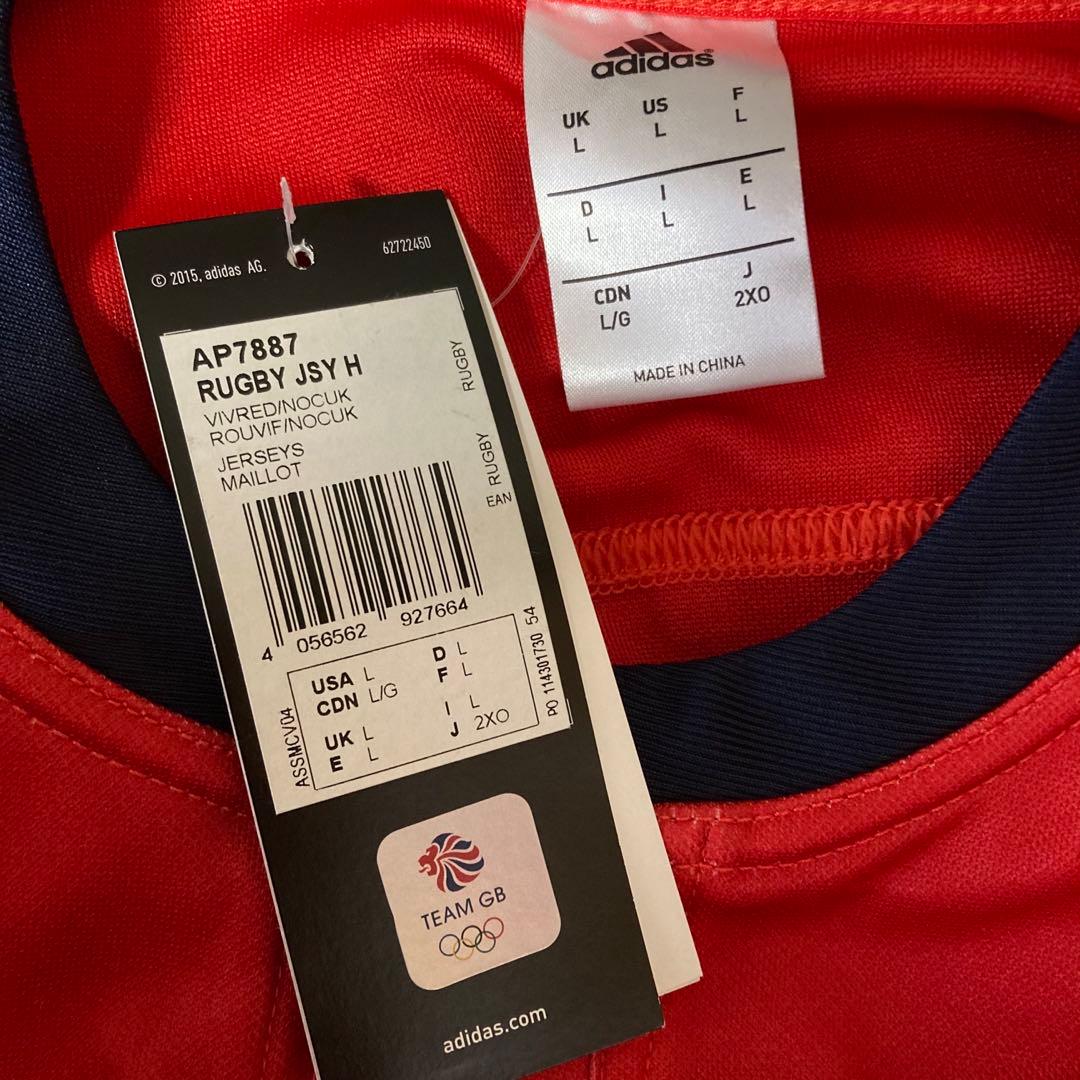 adidas®
UK US F
L L L
D I E
L L L
CDN J
L/G 2XO
MADE IN CHINA
© 2015, adidas AG. 62722450
AP7887
RUGBY JSY H
VIVRED/NOCUK
ROUVIF/NOCUK
JERSEYS
MAILLOT
RUGBY
RUGBY
EAN
4 056562 927664
USA L D L
CDN L/G F L
I L
UK L J 2XO
E L
ASSMCV04
PO 114301730 54
TEAM GB
adidas.com